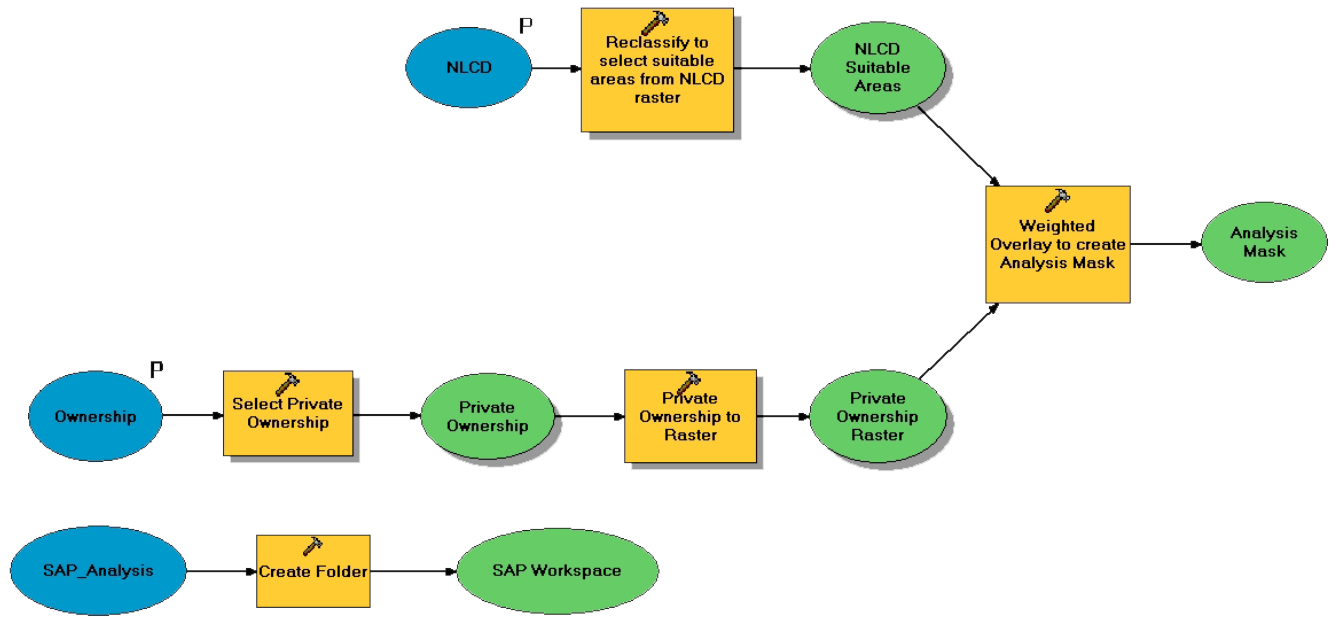 P
NLCD
Reclassify to
select suitable
areas from NLCD
raster
NLCD
Suitable
Areas
Weighted
Overlay to create
Analysis Mask
Analysis
Mask
P
Ownership
Select Private
Ownership
Private
Ownership
Private
Ownership to
Raster
Private
Ownership
Raster
SAP_Analysis
Create Folder
SAP Workspace